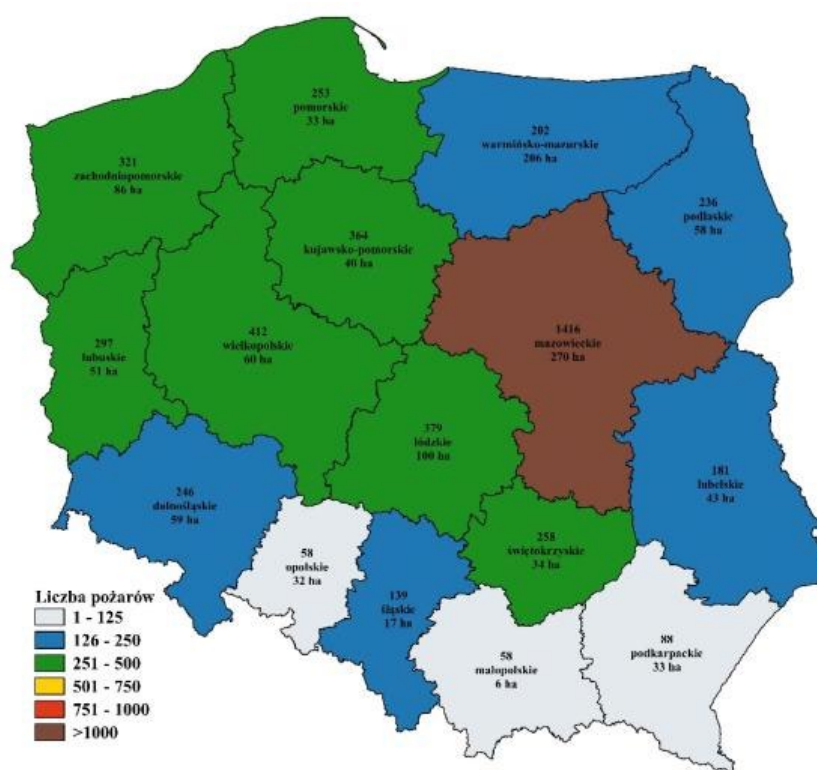 253
pomorskie
33 ha
202
warmińsko-mazurskie
206 ha
321
zachodniopomorskie
86 ha
236
podlaskie
58 ha
364
kujawsko-pomorskie
40 ha
1416
mazowieckie
270 ha
297
lubuskie
51 ha
412
wielkopolskie
60 ha
379
łódzkie
100 ha
181
lubelskie
43 ha
246
dolnośląskie
59 ha
258
świętokrzyskie
34 ha
58
opolskie
32 ha
139
śląskie
17 ha
88
podkarpackie
33 ha
58
małopolskie
6 ha
Liczba pożarów
1 - 125
126 - 250
251 - 500
501 - 750
751 - 1000
>1000